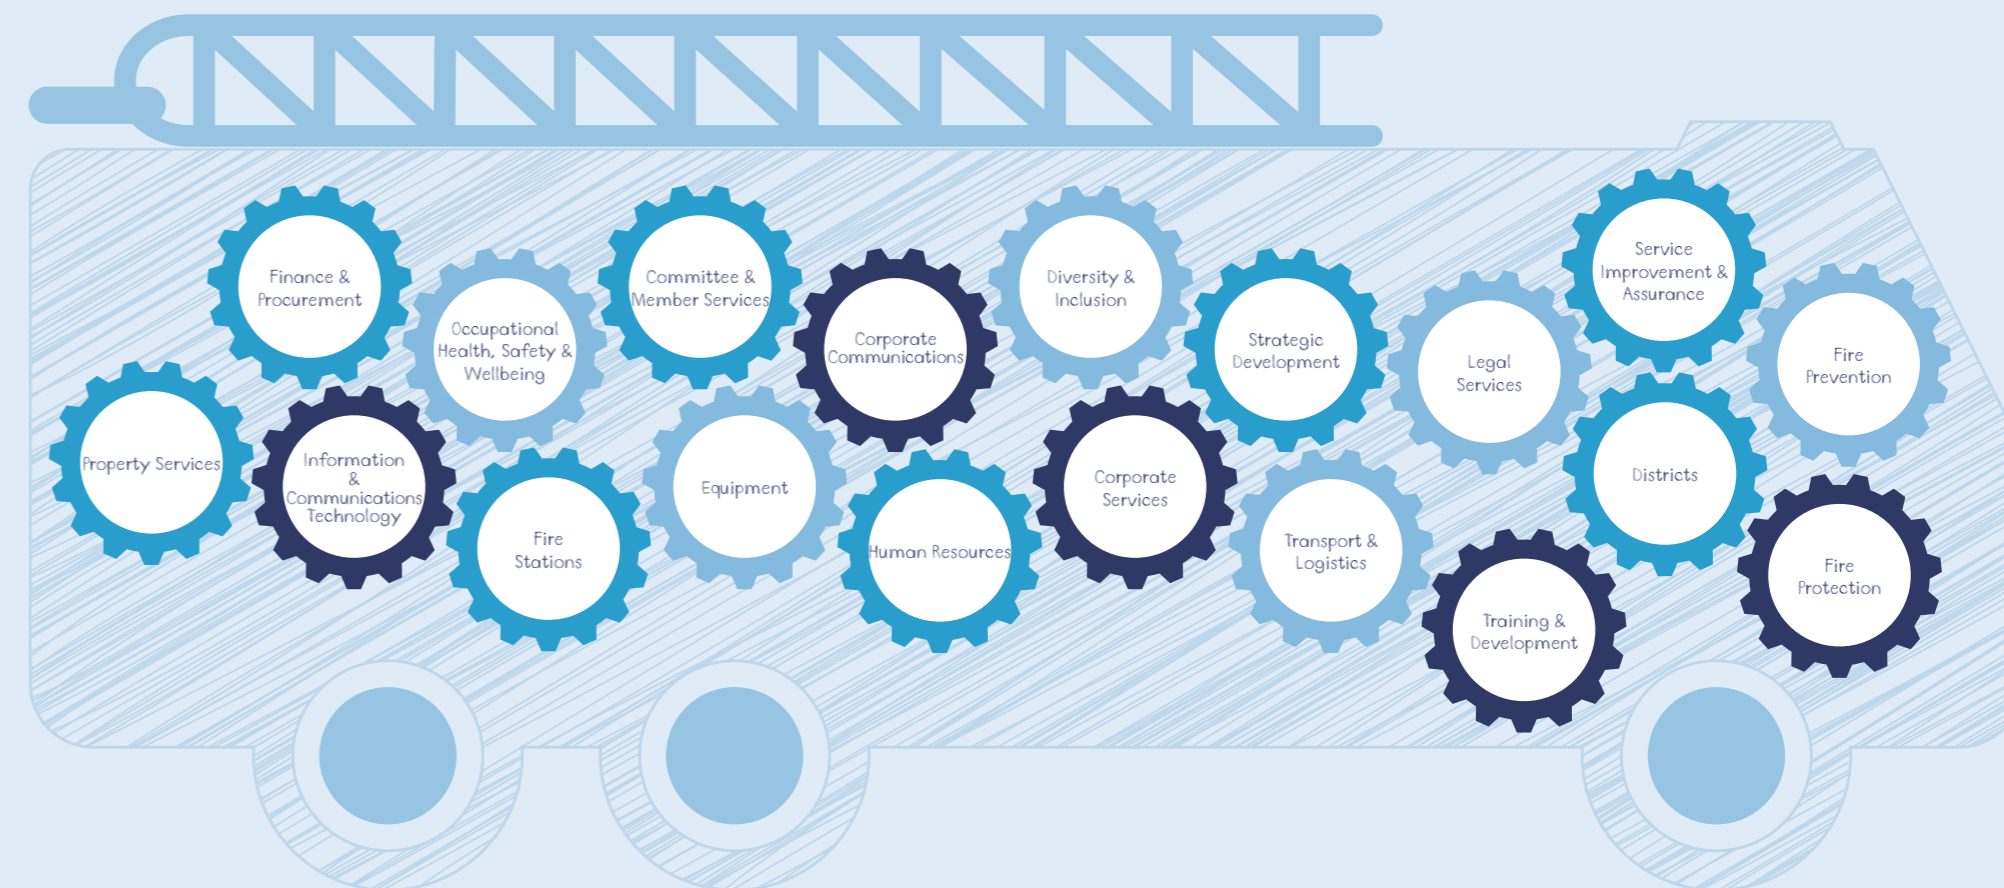 Property Services
Finance &
Procurement
Information
&
Communications
Technology
Occupational
Health, Safety &
Wellbeing
Fire
Stations
Committee &
Member Services
Equipment
Corporate
Communications
Human Resources
Diversity &
Inclusion
Corporate
Services
Strategic
Development
Transport &
Logistics
Legal
Services
Training &
Development
Service
Improvement &
Assurance
Districts
Fire
Prevention
Fire
Protection